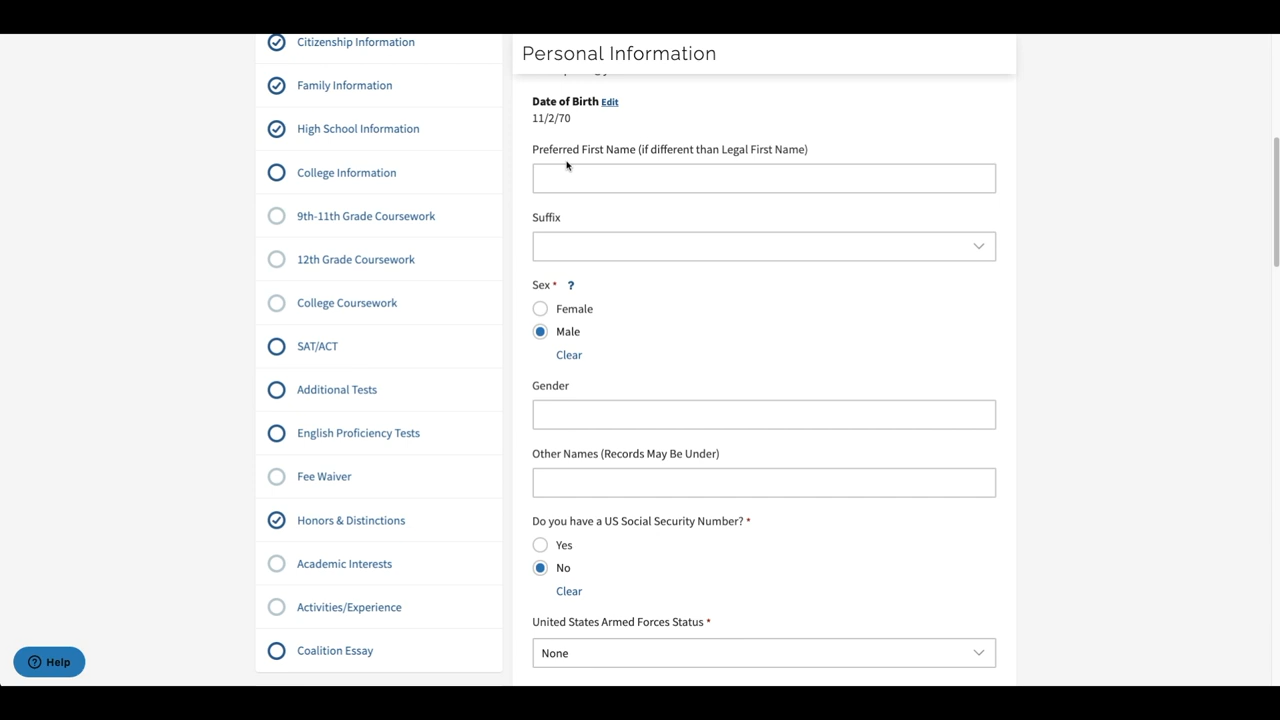 Citizenship Information
Family Information
High School Information
College Information
9th-11th Grade Coursework
12th Grade Coursework
College Coursework
SAT/ACT
Additional Tests
English Proficiency Tests
Fee Waiver
Honors & Distinctions
Academic Interests
Activities/Experience
Coalition Essay
? Help
Personal Information
Date of Birth Edit
11/2/70
Preferred First Name (if different than Legal First Name)
Suffix
Sex * ?
Female
Male
Clear
Gender
Other Names (Records May Be Under)
Do you have a US Social Security Number? *
Yes
No
Clear
United States Armed Forces Status *
None